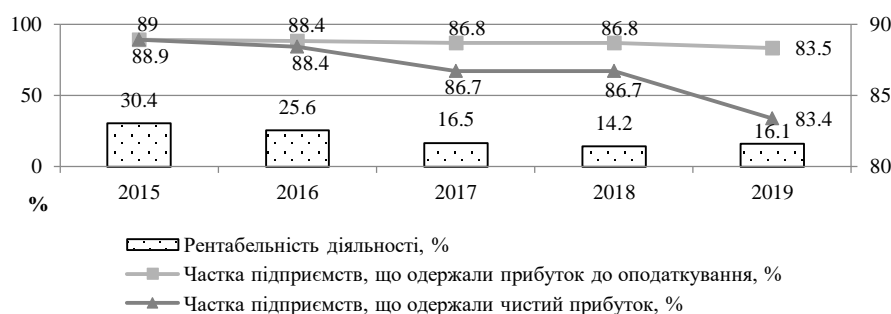 89 88.4 86.8 86.8
100 90
83.5
88.9 88.4
86.7 86.7
50 85
30.4 25.6
16.5 14.2 16.1 83.4
0 80
2015 2016 2017 2018 2019
%
Рентабельність діяльності, %
Частка підприємств, що одержали прибуток до оподаткування, %
Частка підприємств, що одержали чистий прибуток, %